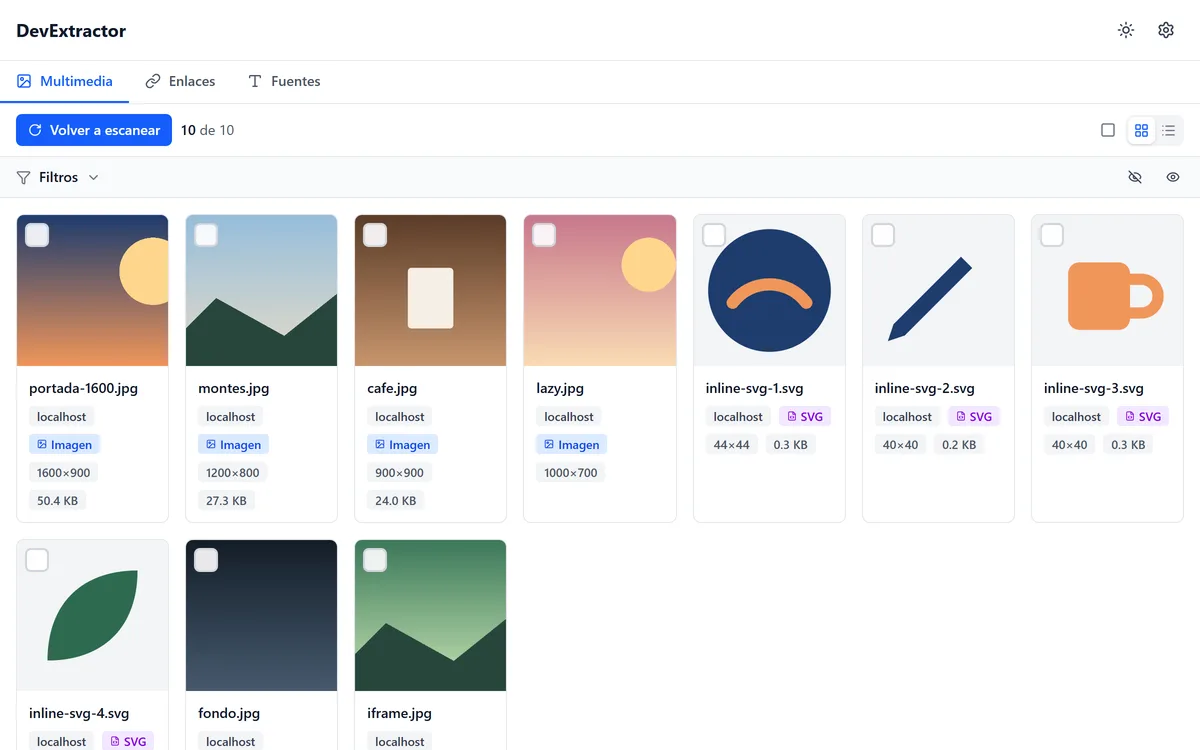 DevExtractor
Multimedia Enlaces Fuentes
Volver a escanear 10 de 10
Filtros
portada-1600.jpg
localhost
Imagen
1600×900
50.4 KB
montes.jpg
localhost
Imagen
1200×800
27.3 KB
cafe.jpg
localhost
Imagen
900×900
24.0 KB
lazy.jpg
localhost
Imagen
1000×700
inline-svg-1.svg
localhost SVG
44×44 0.3 KB
inline-svg-2.svg
localhost SVG
40×40 0.2 KB
inline-svg-3.svg
localhost SVG
40×40 0.3 KB
inline-svg-4.svg
localhost SVG
fondo.jpg
localhost
iframe.jpg
localhost